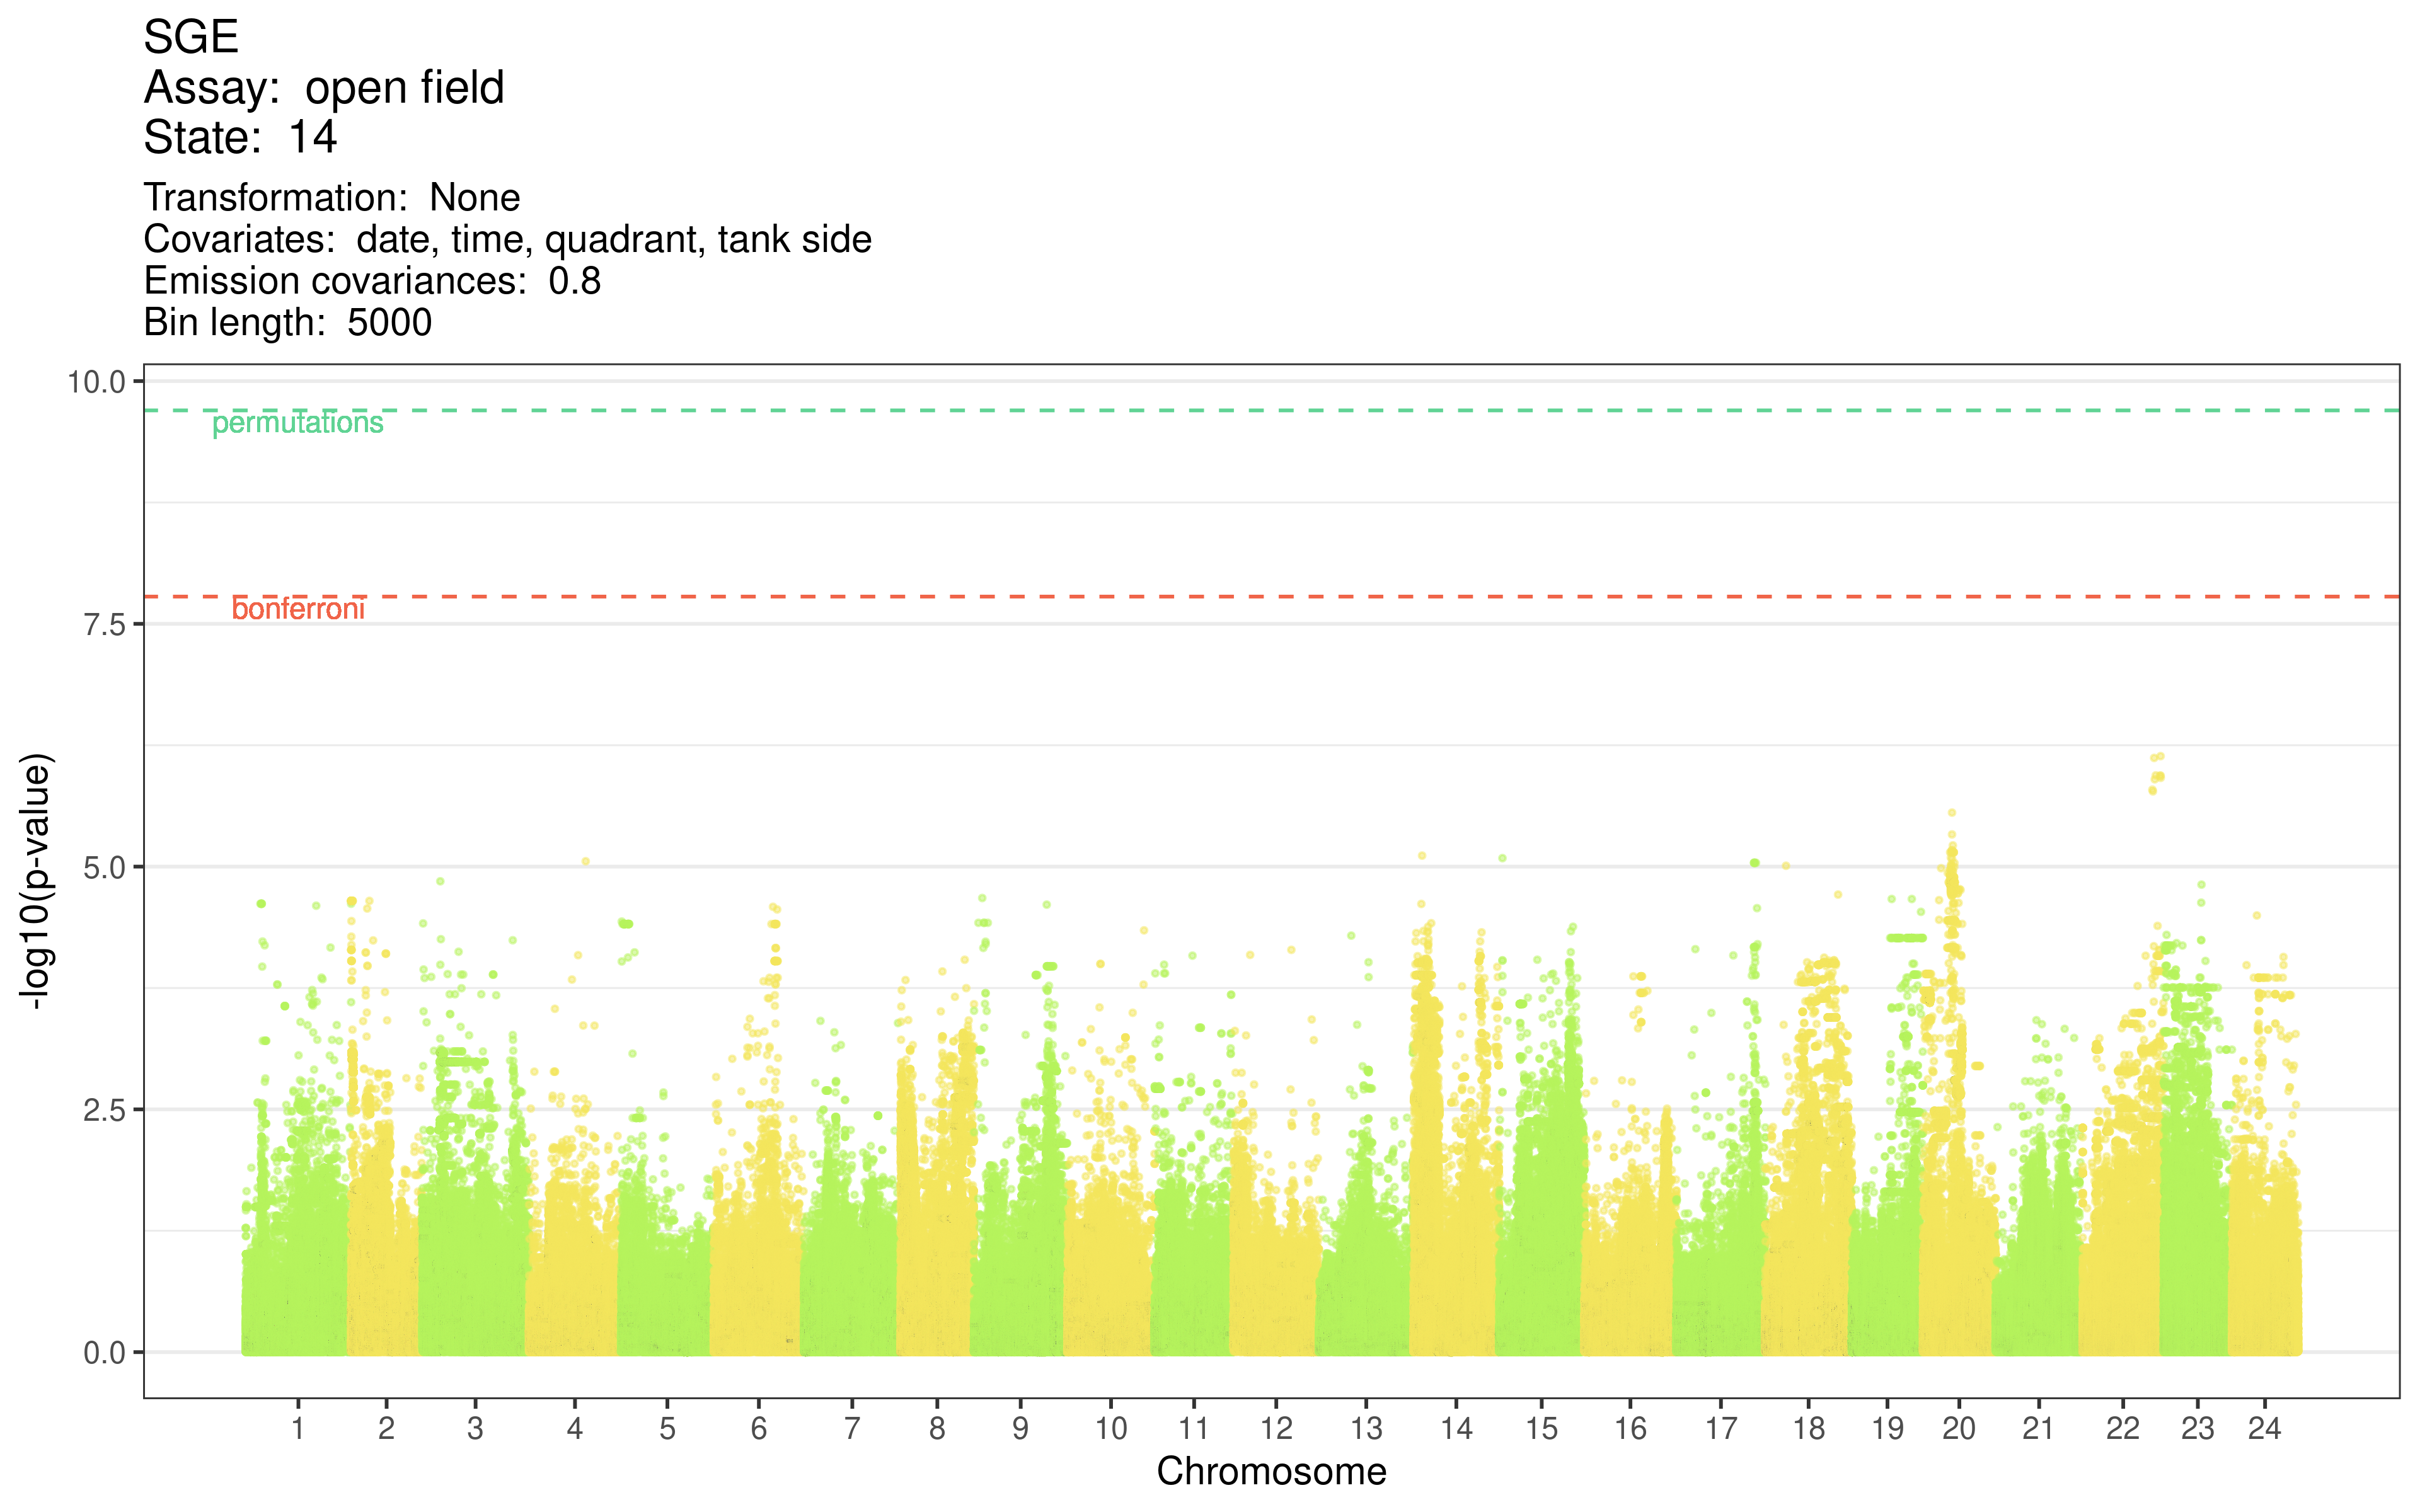 SGE
Assay: open field
State: 14
Transformation: None
Covariates: date, time, quadrant, tank side
Emission covariances: 0.8
Bin length: 5000
10.0
permutations
bonferroni
7.5
-log10(p-value)
5.0
2.5
0.0
1 2 3 4 5 6 7 8 9 10 11 12 13 14 15 16 17 18 19 20 21 22 23 24
Chromosome